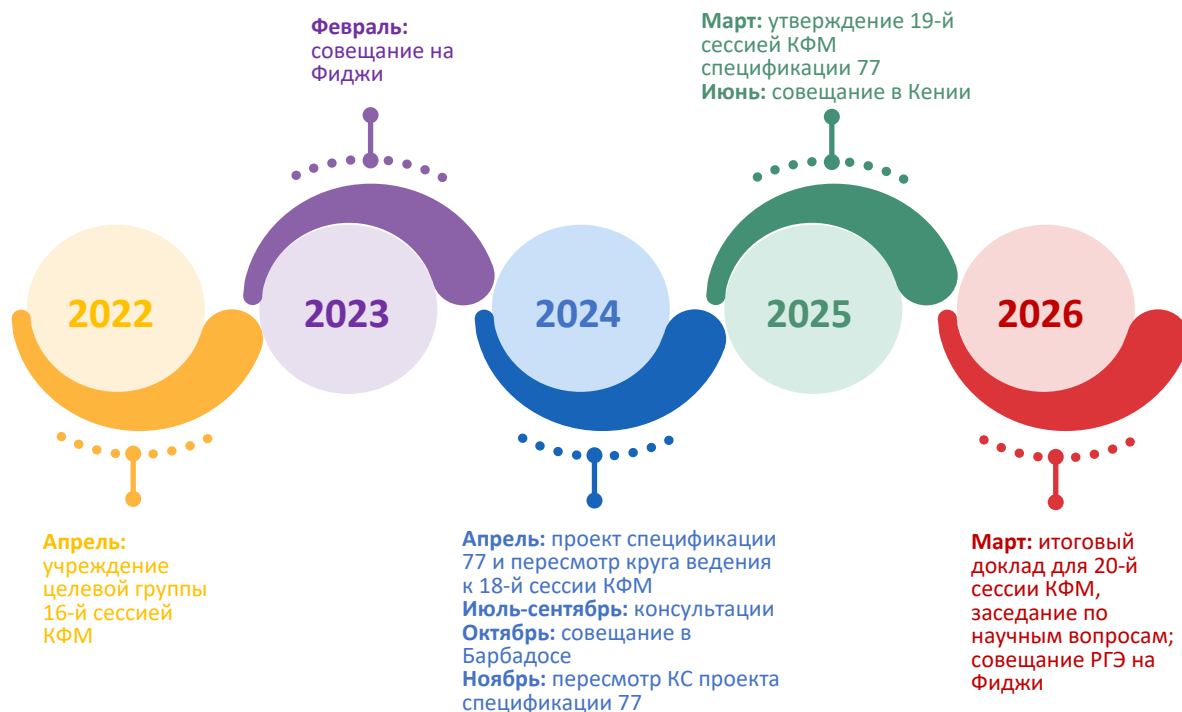 Февраль:
совещание на
Фиджи
Март: утверждение 19-й
сессией КФМ
спецификации 77
Июнь: совещание в Кении
2022
2023
2024
2025
2026
Апрель:
учреждение
целевой группы
16-й сессией
КФМ
Апрель: проект спецификации
77 и пересмотр круга ведения
к 18-й сессии КФМ
Июль-сентябрь: консультации
Октябрь: совещание в
Барбадосе
Ноябрь: пересмотр КС проекта
спецификации 77
Март: итоговый
доклад для 20-й
сессии КФМ,
заседание по
научным вопросам;
совещание РГЭ на
Фиджи